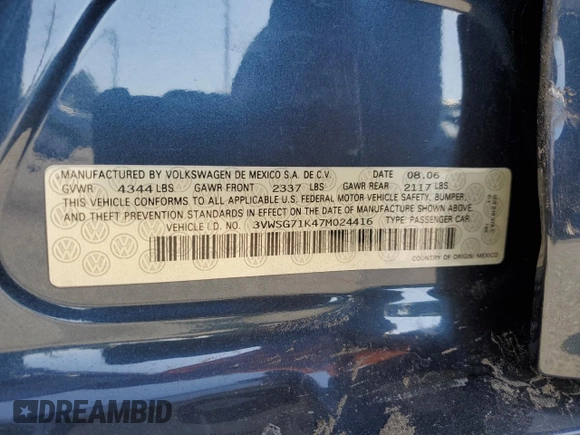 MANUFACTURED BY VOLKSWAGEN DE MEXICO S.A. DE C.V. 08.06
GVWR 4344 LBS GAWR FRONT 2337 LBS GAWR REAR 2117 LBS
THIS VEHICLE CONFORMS TO ALL APPLICABLE U.S. FEDERAL MOTOR VEHICLE SAFETY, BUMPER,
AND THEFT PREVENTION STANDARDS IN EFFECT ON THE DATE OF MANUFACTURE SHOWN ABOVE.
VEHICLE I.D. NO. 3VWSG71K47M024416 TYPE: PASSENGER CAR
COUNTRY OF ORIGIN: MEXICO
DREAMBID